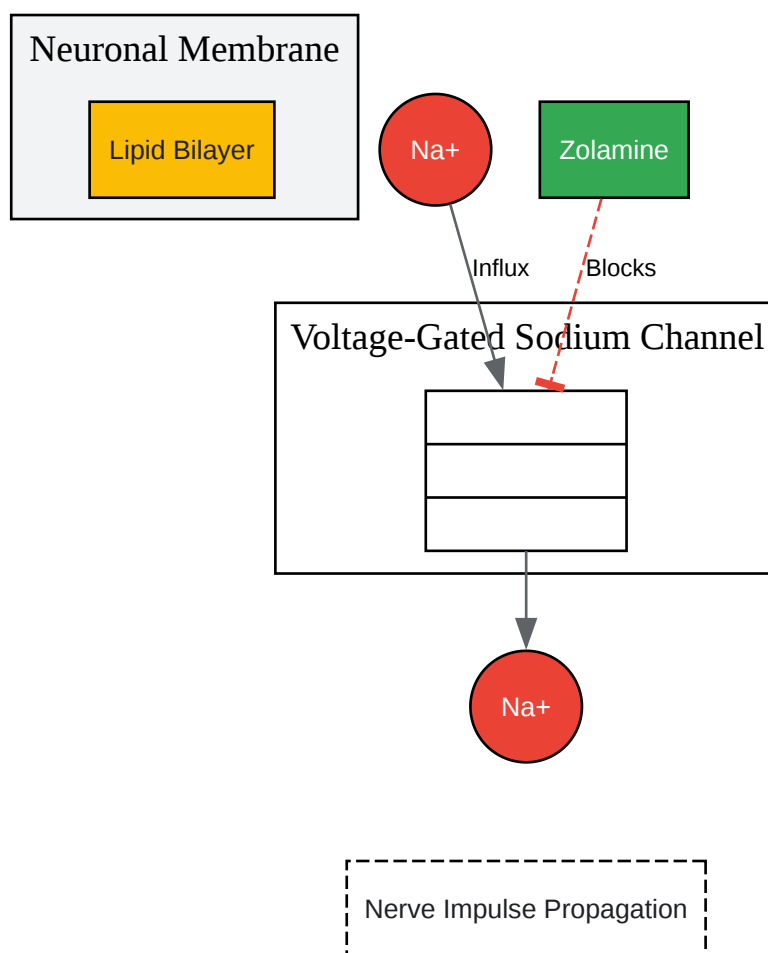 Neuronal Membrane
Lipid Bilayer
Na+
Zolamine
Influx
Blocks
Voltage-Gated Sodium Channel
Na+
Nerve Impulse Propagation